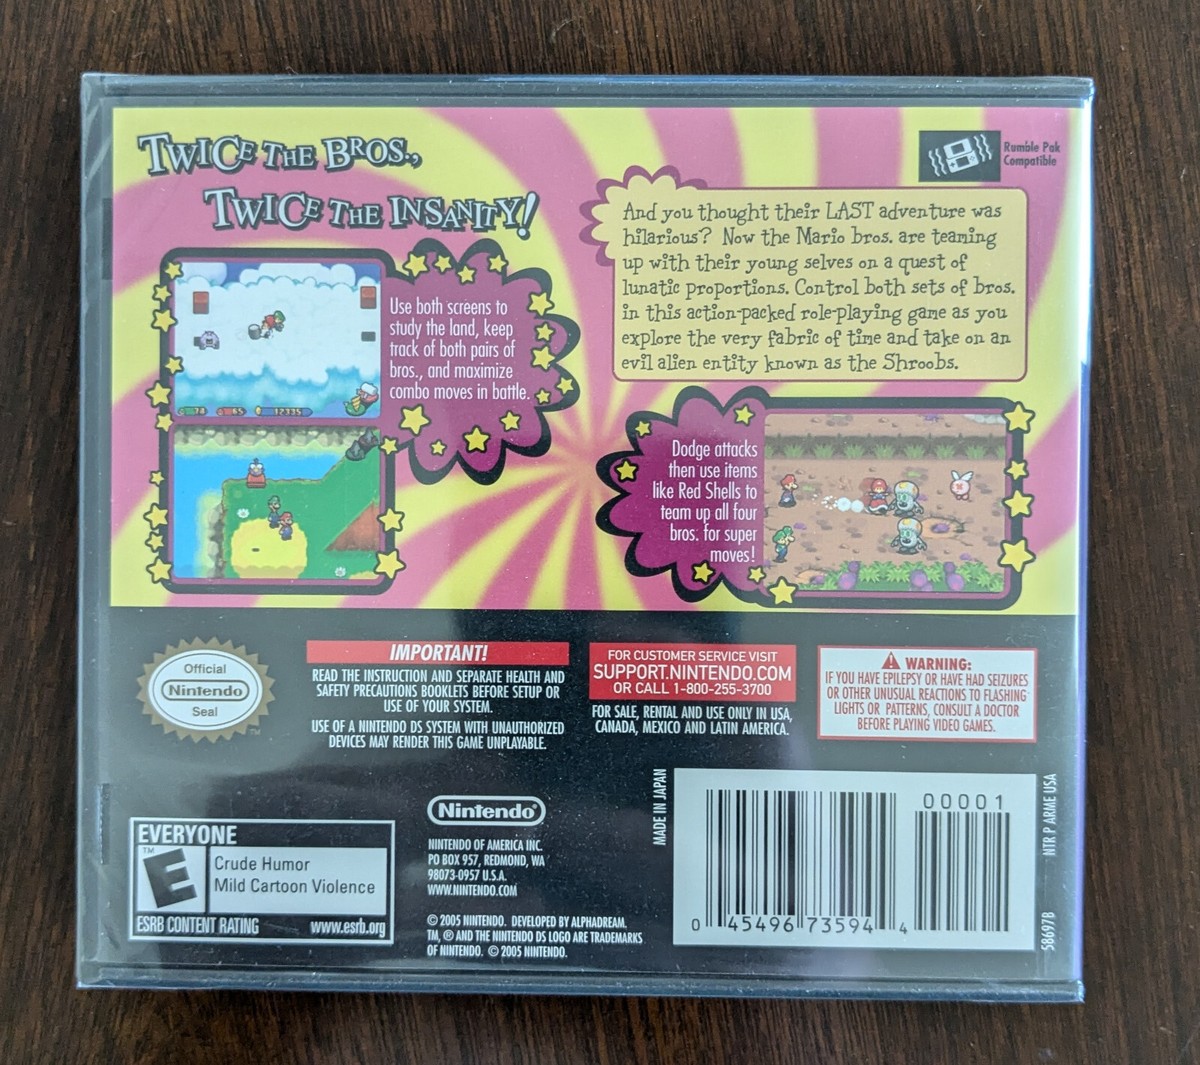 TWICE THE BROS.,
TWICE THE INSANITY!
Rumble Pak
Compatible
And you thought their LAST adventure was
hilarious? Now the Mario bros. are teaming
up with their young selves on a quest of
lunatic proportions. Control both sets of bros.
in this action-packed role-playing game as you
explore the very fabric of time and take on an
evil alien entity known as the Shroobs.
Use both screens to
study the land, keep
track of both pairs of
bros., and maximize
combo moves in battle.
74 65 12335
Dodge attacks
then use items
like Red Shells to
team up all four
bros. for super
moves!
Official
Nintendo
Seal
TM
IMPORTANT!
READ THE INSTRUCTION AND SEPARATE HEALTH AND
SAFETY PRECAUTIONS BOOKLETS BEFORE SETUP OR
USE OF YOUR SYSTEM.
USE OF A NINTENDO DS SYSTEM WITH UNAUTHORIZED
DEVICES MAY RENDER THIS GAME UNPLAYABLE.
FOR CUSTOMER SERVICE VISIT
SUPPORT.NINTENDO.COM
OR CALL 1-800-255-3700
FOR SALE, RENTAL AND USE ONLY IN USA,
CANADA, MEXICO AND LATIN AMERICA.
WARNING:
IF YOU HAVE EPILEPSY OR HAVE HAD SEIZURES
OR OTHER UNUSUAL REACTIONS TO FLASHING
LIGHTS OR PATTERNS, CONSULT A DOCTOR
BEFORE PLAYING VIDEO GAMES.
EVERYONE
TM
E
Crude Humor
Mild Cartoon Violence
ESRB CONTENT RATING www.esrb.org
Nintendo®
NINTENDO OF AMERICA INC.
PO BOX 957, REDMOND, WA
98073-0957 U.S.A.
WWW.NINTENDO.COM
© 2005 NINTENDO. DEVELOPED BY ALPHADREAM.
TM, ® AND THE NINTENDO DS LOGO ARE TRADEMARKS
OF NINTENDO. © 2005 NINTENDO.
MADE IN JAPAN
00001
0 45496 73594 4
NTR P ARME USA
58697B